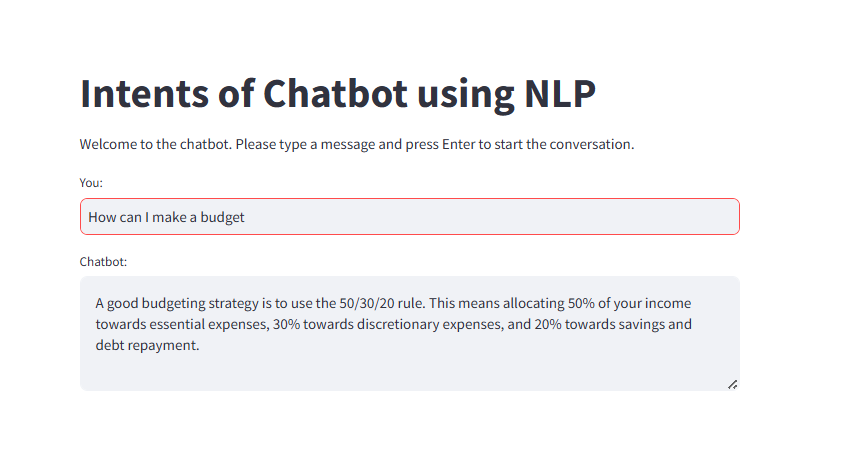 Intents of Chatbot using NLP
Welcome to the chatbot. Please type a message and press Enter to start the conversation.
You:
How can I make a budget
Chatbot:
A good budgeting strategy is to use the 50/30/20 rule. This means allocating 50% of your income
towards essential expenses, 30% towards discretionary expenses, and 20% towards savings and
debt repayment.